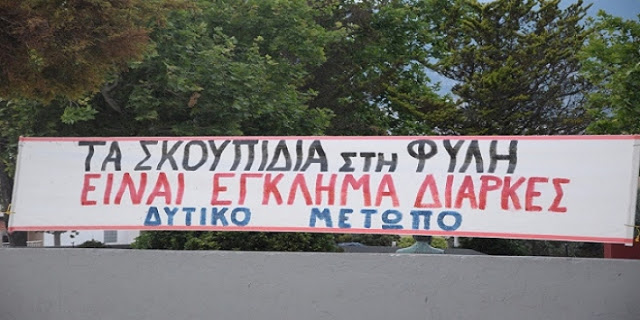 ΤΑ ΣΚΟΥΠΙΔΙΑ στη ΦΥΛΗ
ΕΙΝΑΙ ΕΓΚΛΗΜΑ ΔΙΑΡΚΕΣ
ΔΥΤΙΚΟ ΜΕΤΩΠΟ